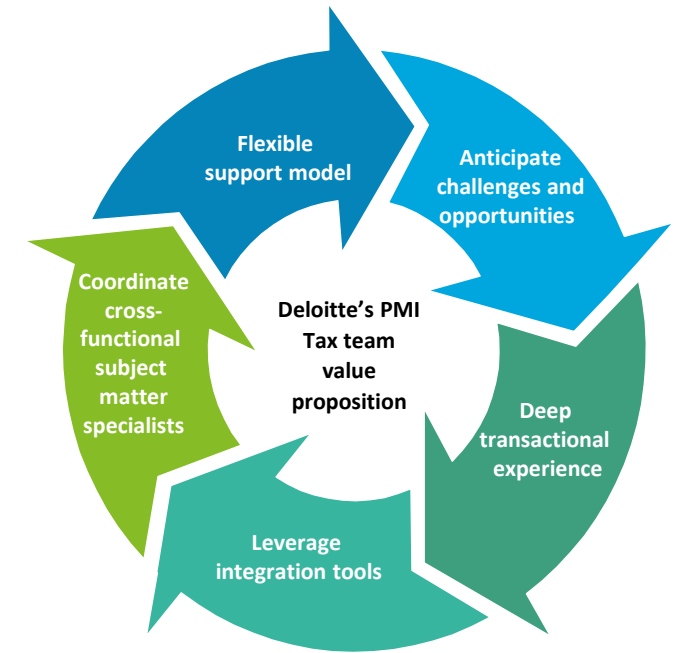 Flexible
support model
Anticipate
challenges and
opportunities
Deep
transactional
experience
Leverage
integration tools
Coordinate
cross-
functional
subject
matter
specialists
Deloitte's PMI
Tax team
value
proposition